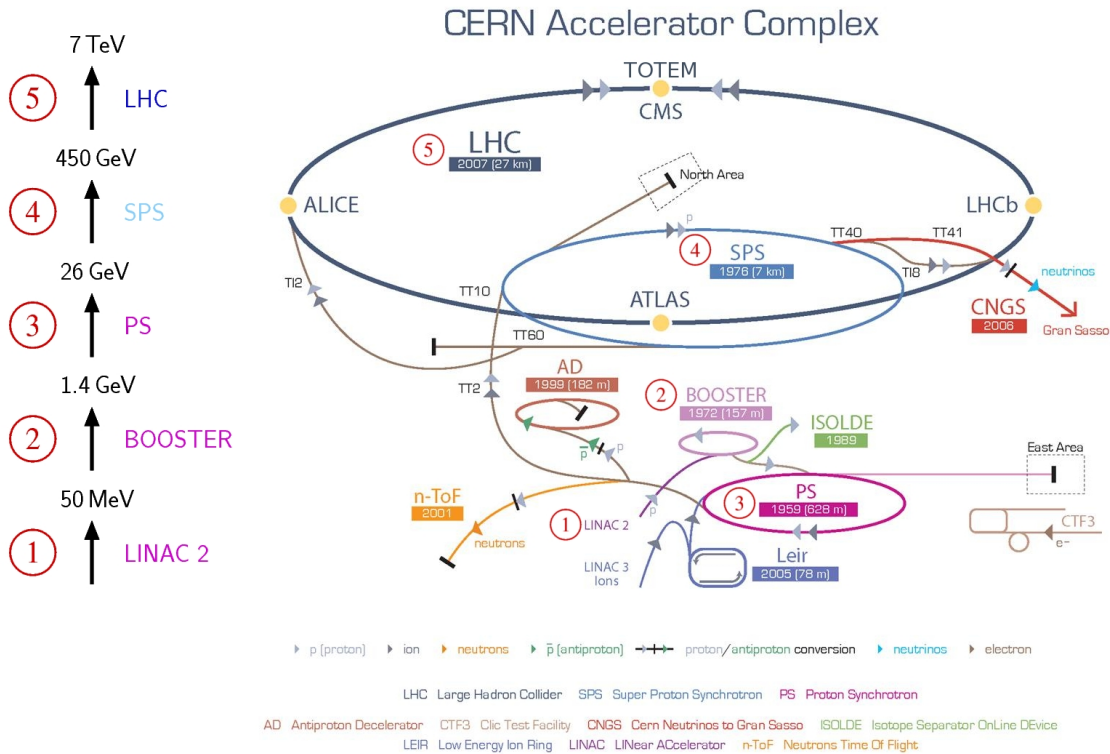 CERN Accelerator Complex
7 TeV
5
LHC
450 GeV
4
SPS
26 GeV
3
PS
1.4 GeV
2
BOOSTER
50 MeV
1
LINAC 2
TOTEM
CMS
5
LHC
2007 (27 km)
North Area
ALICE
LHCb
p
TT40
TT41
4
SPS
1976 (7 km)
TI8
neutrinos
TI2
TT10
ATLAS
CNGS
2006
Gran Sasso
TT60
AD
1999 (182 m)
TT2
2
BOOSTER
1972 (157 m)
ISOLDE
1989
p̅
p
East Area
n-ToF
2001
3
PS
1959 (628 m)
1
LINAC 2
p
neutrons
CTF3
e-
LINAC 3
Ions
Leir
2005 (78 m)
p (proton)
ion
neutrons
p̅ (antiproton)
proton/antiproton conversion
neutrinos
electron
LHC Large Hadron Collider SPS Super Proton Synchrotron PS Proton Synchrotron
AD Antiproton Decelerator CTF3 Clic Test Facility CNGS Cern Neutrinos to Gran Sasso ISOLDE Isotope Separator OnLine DEvice
LEIR Low Energy Ion Ring LINAC LINear ACcelerator n-ToF Neutrons Time Of Flight